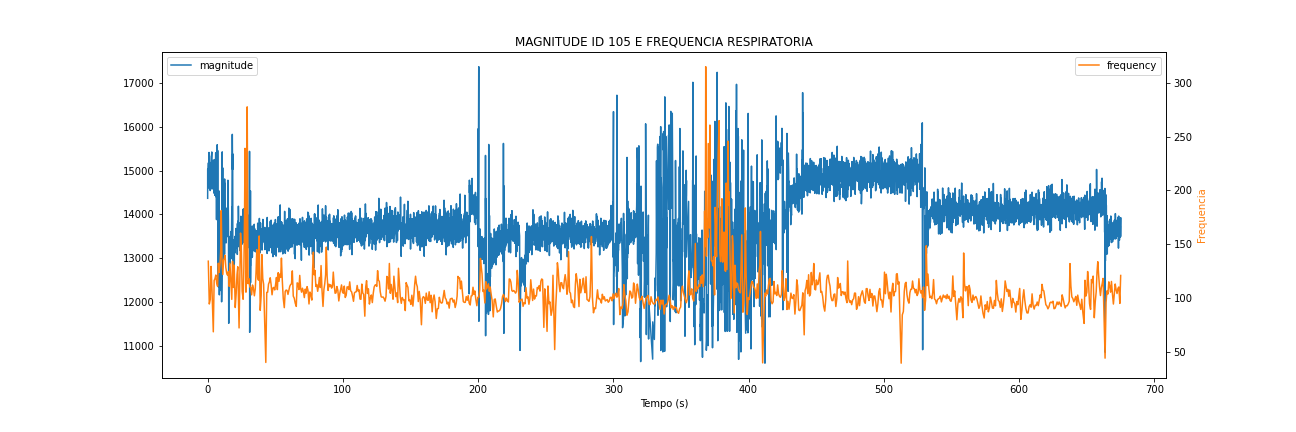 MAGNITUDE ID 105 E FREQUENCIA RESPIRATORIA
magnitude
frequency
17000
16000
15000
14000
13000
12000
11000
300
250
200
150
100
50
Frequencia
0 100 200 300 400 500 600 700
Tempo (s)